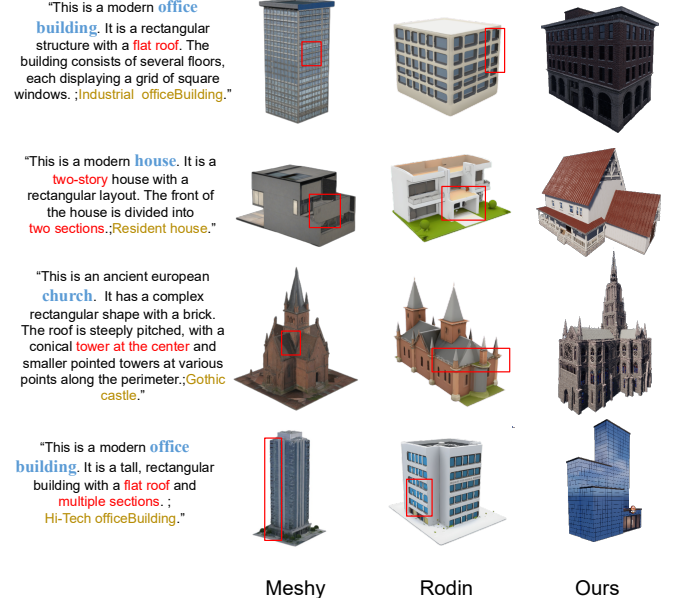 “This is a modern office
building. It is a rectangular
structure with a flat roof. The
building consists of several floors,
each displaying a grid of square
windows. ;Industrial officeBuilding.”
“This is a modern house. It is a
two-story house with a
rectangular layout. The front of
the house is divided into
two sections.;Resident house.”
“This is an ancient european
church. It has a complex
rectangular shape with a brick.
The roof is steeply pitched, with a
conical tower at the center and
smaller pointed towers at various
points along the perimeter.;Gothic
castle.”
“This is a modern office
building. It is a tall, rectangular
building with a flat roof and
multiple sections. ;
Hi-Tech officeBuilding.”
Meshy Rodin Ours